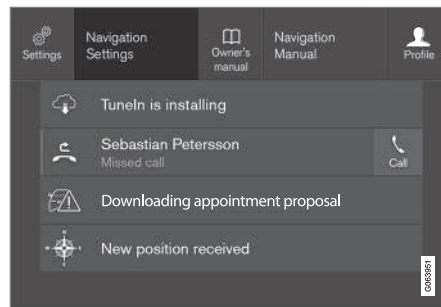 Settings
Navigation
Settings
Owner's
manual
Navigation
Manual
Profile
TuneIn is installing
Sebastian Petersson
Missed call
Call
Downloading appointment proposal
New position received
G063951